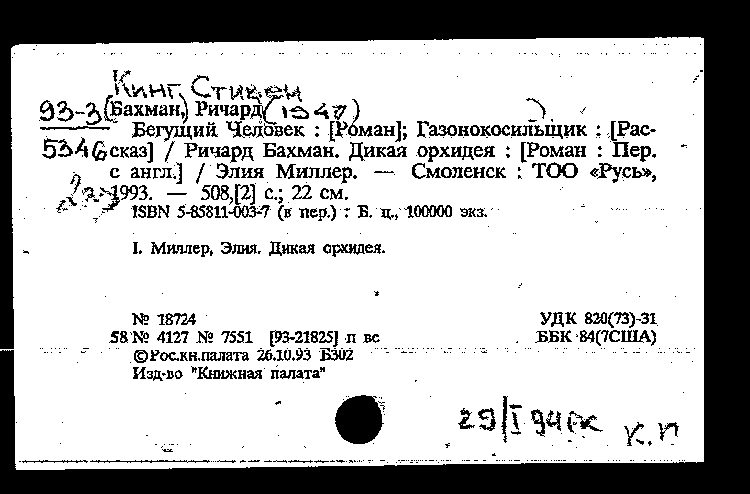 Кинг, Стивен
93-3 (Бахман, Ричард (1947)
Бегущий Человек : [Роман]; Газонокосильщик : [Рас-
5346 сказ] / Ричард Бахман. Дикая орхидея : [Роман : Пер.
с англ.] / Элия Миллер. — Смоленск : ТОО «Русь»,
1993. — 508,[2] с.; 22 см.
ISBN 5-85811-003-7 (в пер.) : Б. ц., 100000 экз.
I. Миллер, Элия. Дикая орхидея.
№ 18724 УДК 820(73)-31
58 № 4127 № 7551 [93-21825] п вс ББК 84(7США)
©Рос.кн.палата 26.10.93 Б302
Изд-во "Книжная палата"
29/I 94 к К.П